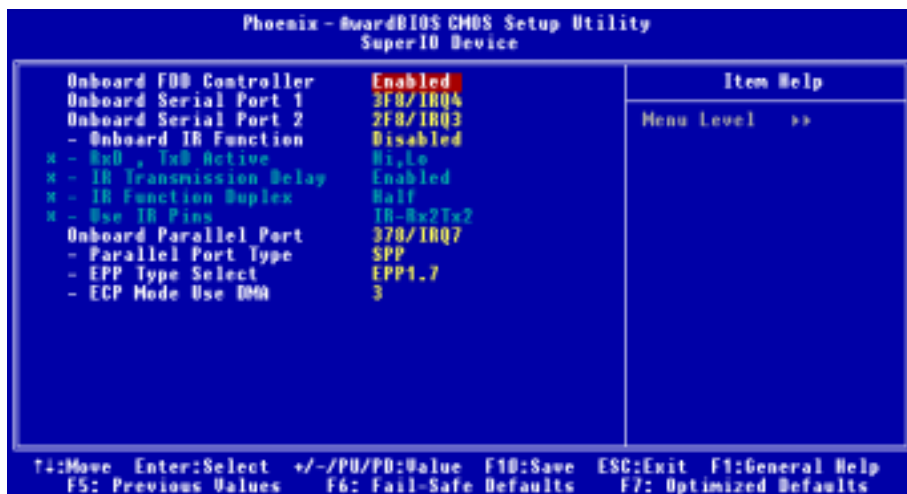 Phoenix - AwardBIOS CMOS Setup Utility
SuperIO Device
Onboard FDD Controller Enabled
Onboard Serial Port 1 3F8/IRQ4
Onboard Serial Port 2 2F8/IRQ3
- Onboard IR Function Disabled
x - RxD , TxD Active Hi,Lo
x - IR Transmission Delay Enabled
x - IR Function Duplex Half
x - Use IR Pins IR-Rx2Tx2
Onboard Parallel Port 378/IRQ7
- Parallel Port Type SPP
- EPP Type Select EPP1.7
- ECP Mode Use DMA 3
Item Help
Menu Level ►►
↑↓:Move Enter:Select +/-/PU/PD:Value F10:Save ESC:Exit F1:General Help
F5: Previous Values F6: Fail-Safe Defaults F7: Optimized Defaults